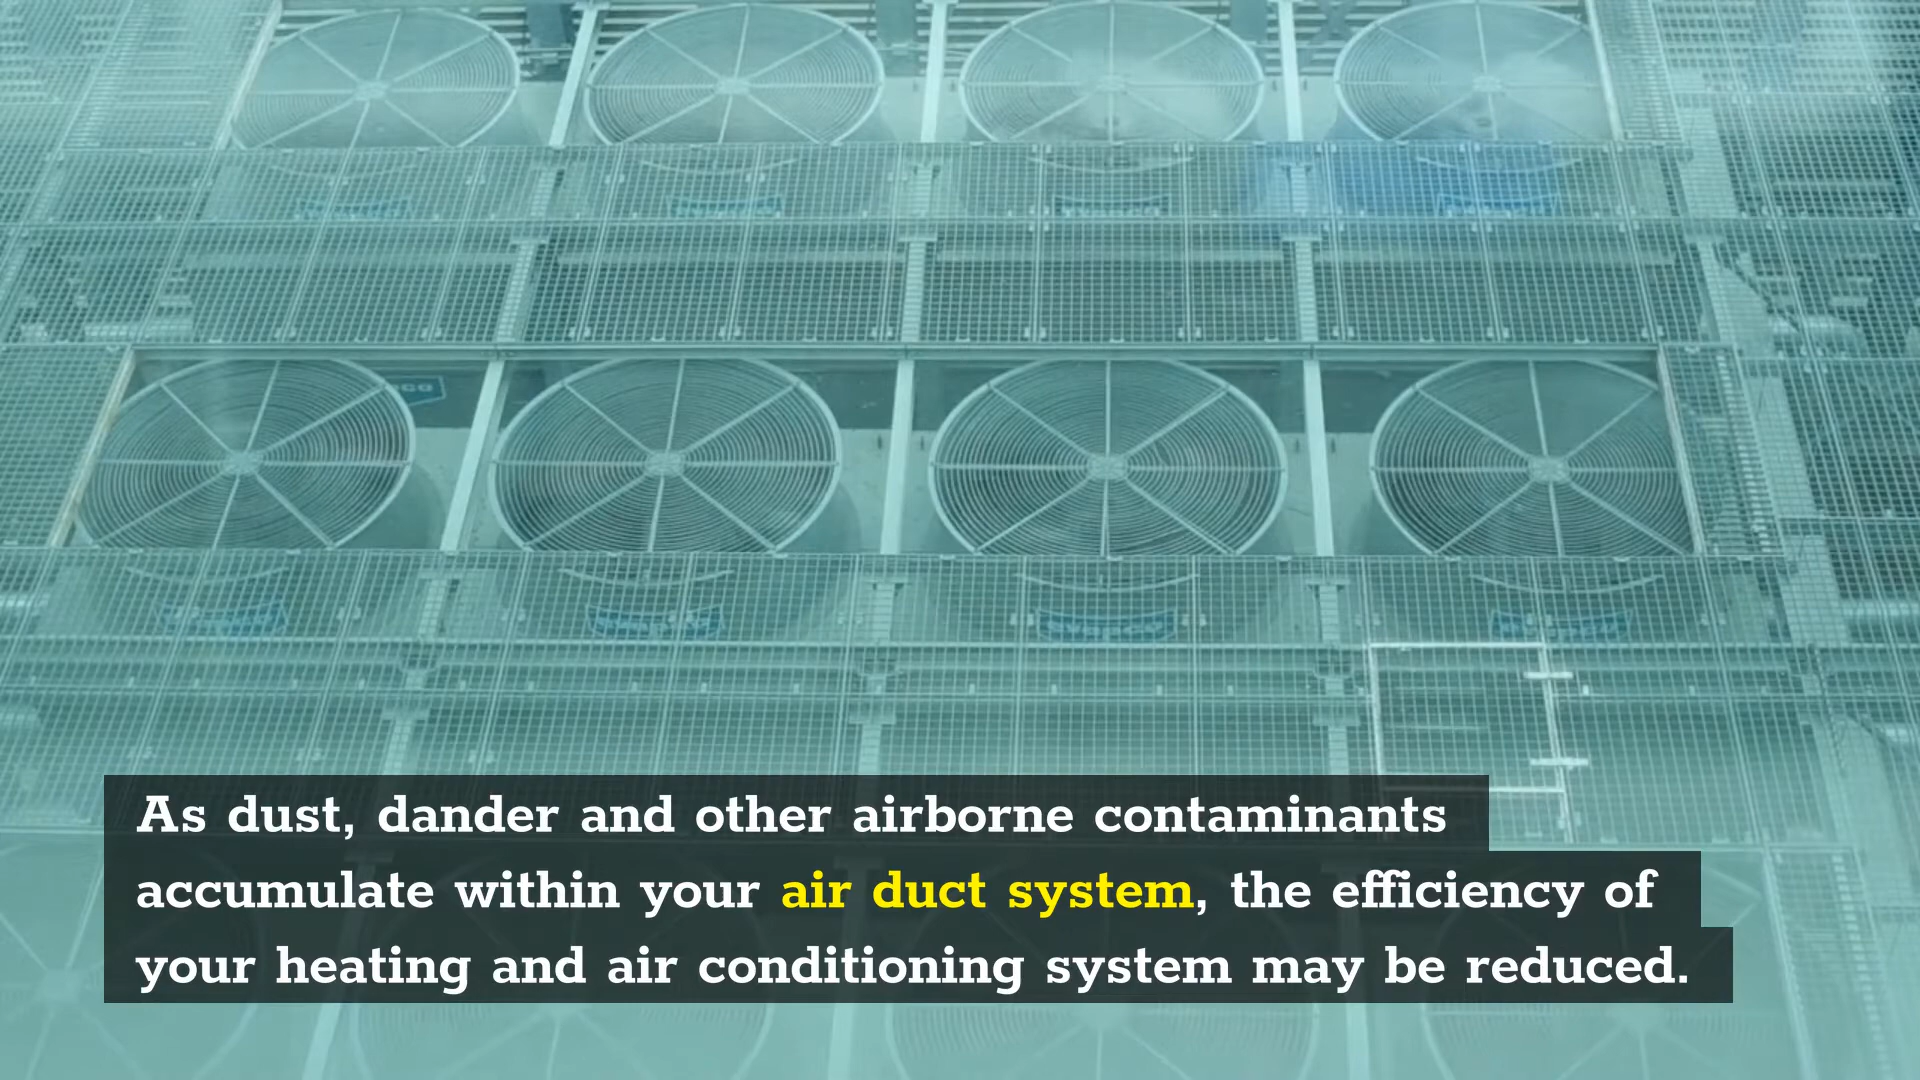 As dust, dander and other airborne contaminants
accumulate within your air duct system, the efficiency of
your heating and air conditioning system may be reduced.